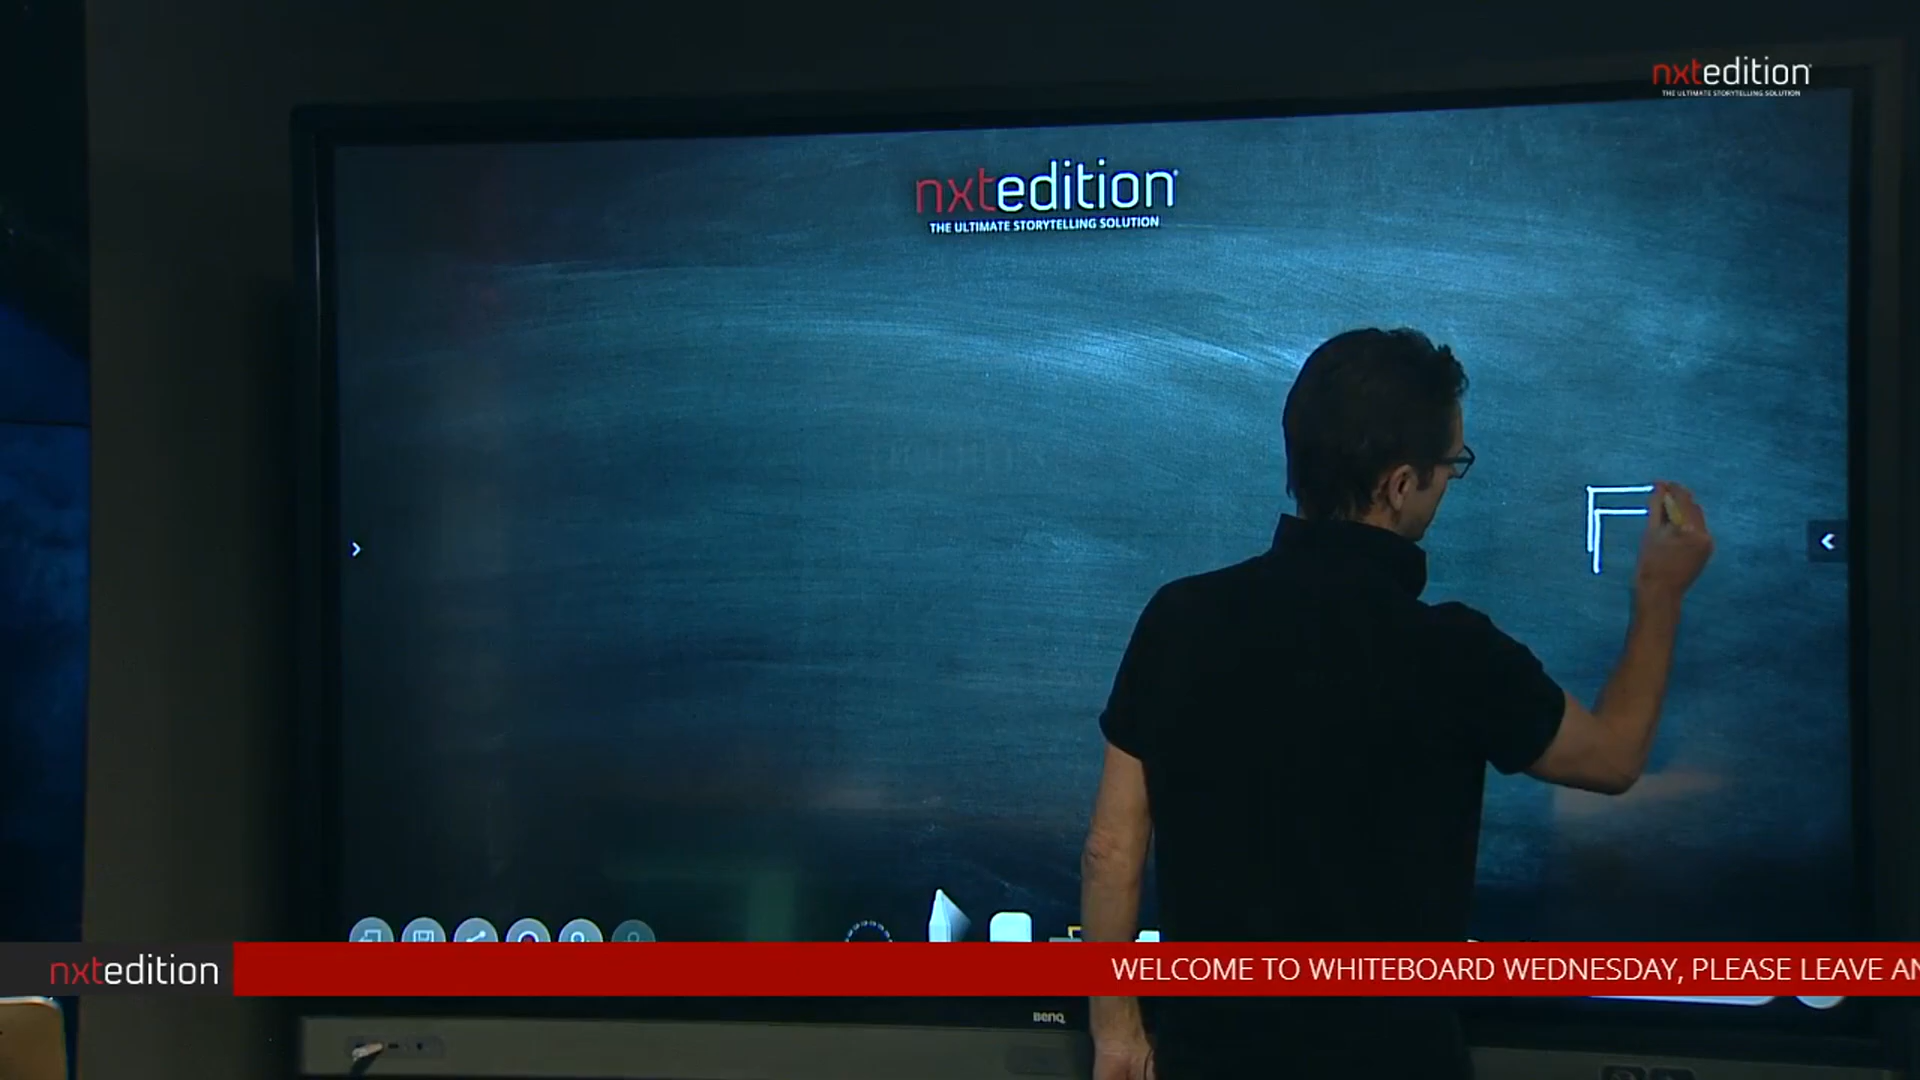 nxtedition
THE ULTIMATE STORYTELLING SOLUTION
nxtedition
THE ULTIMATE STORYTELLING SOLUTION
nxtedition
WELCOME TO WHITEBOARD WEDNESDAY, PLEASE LEAVE AN
BenQ